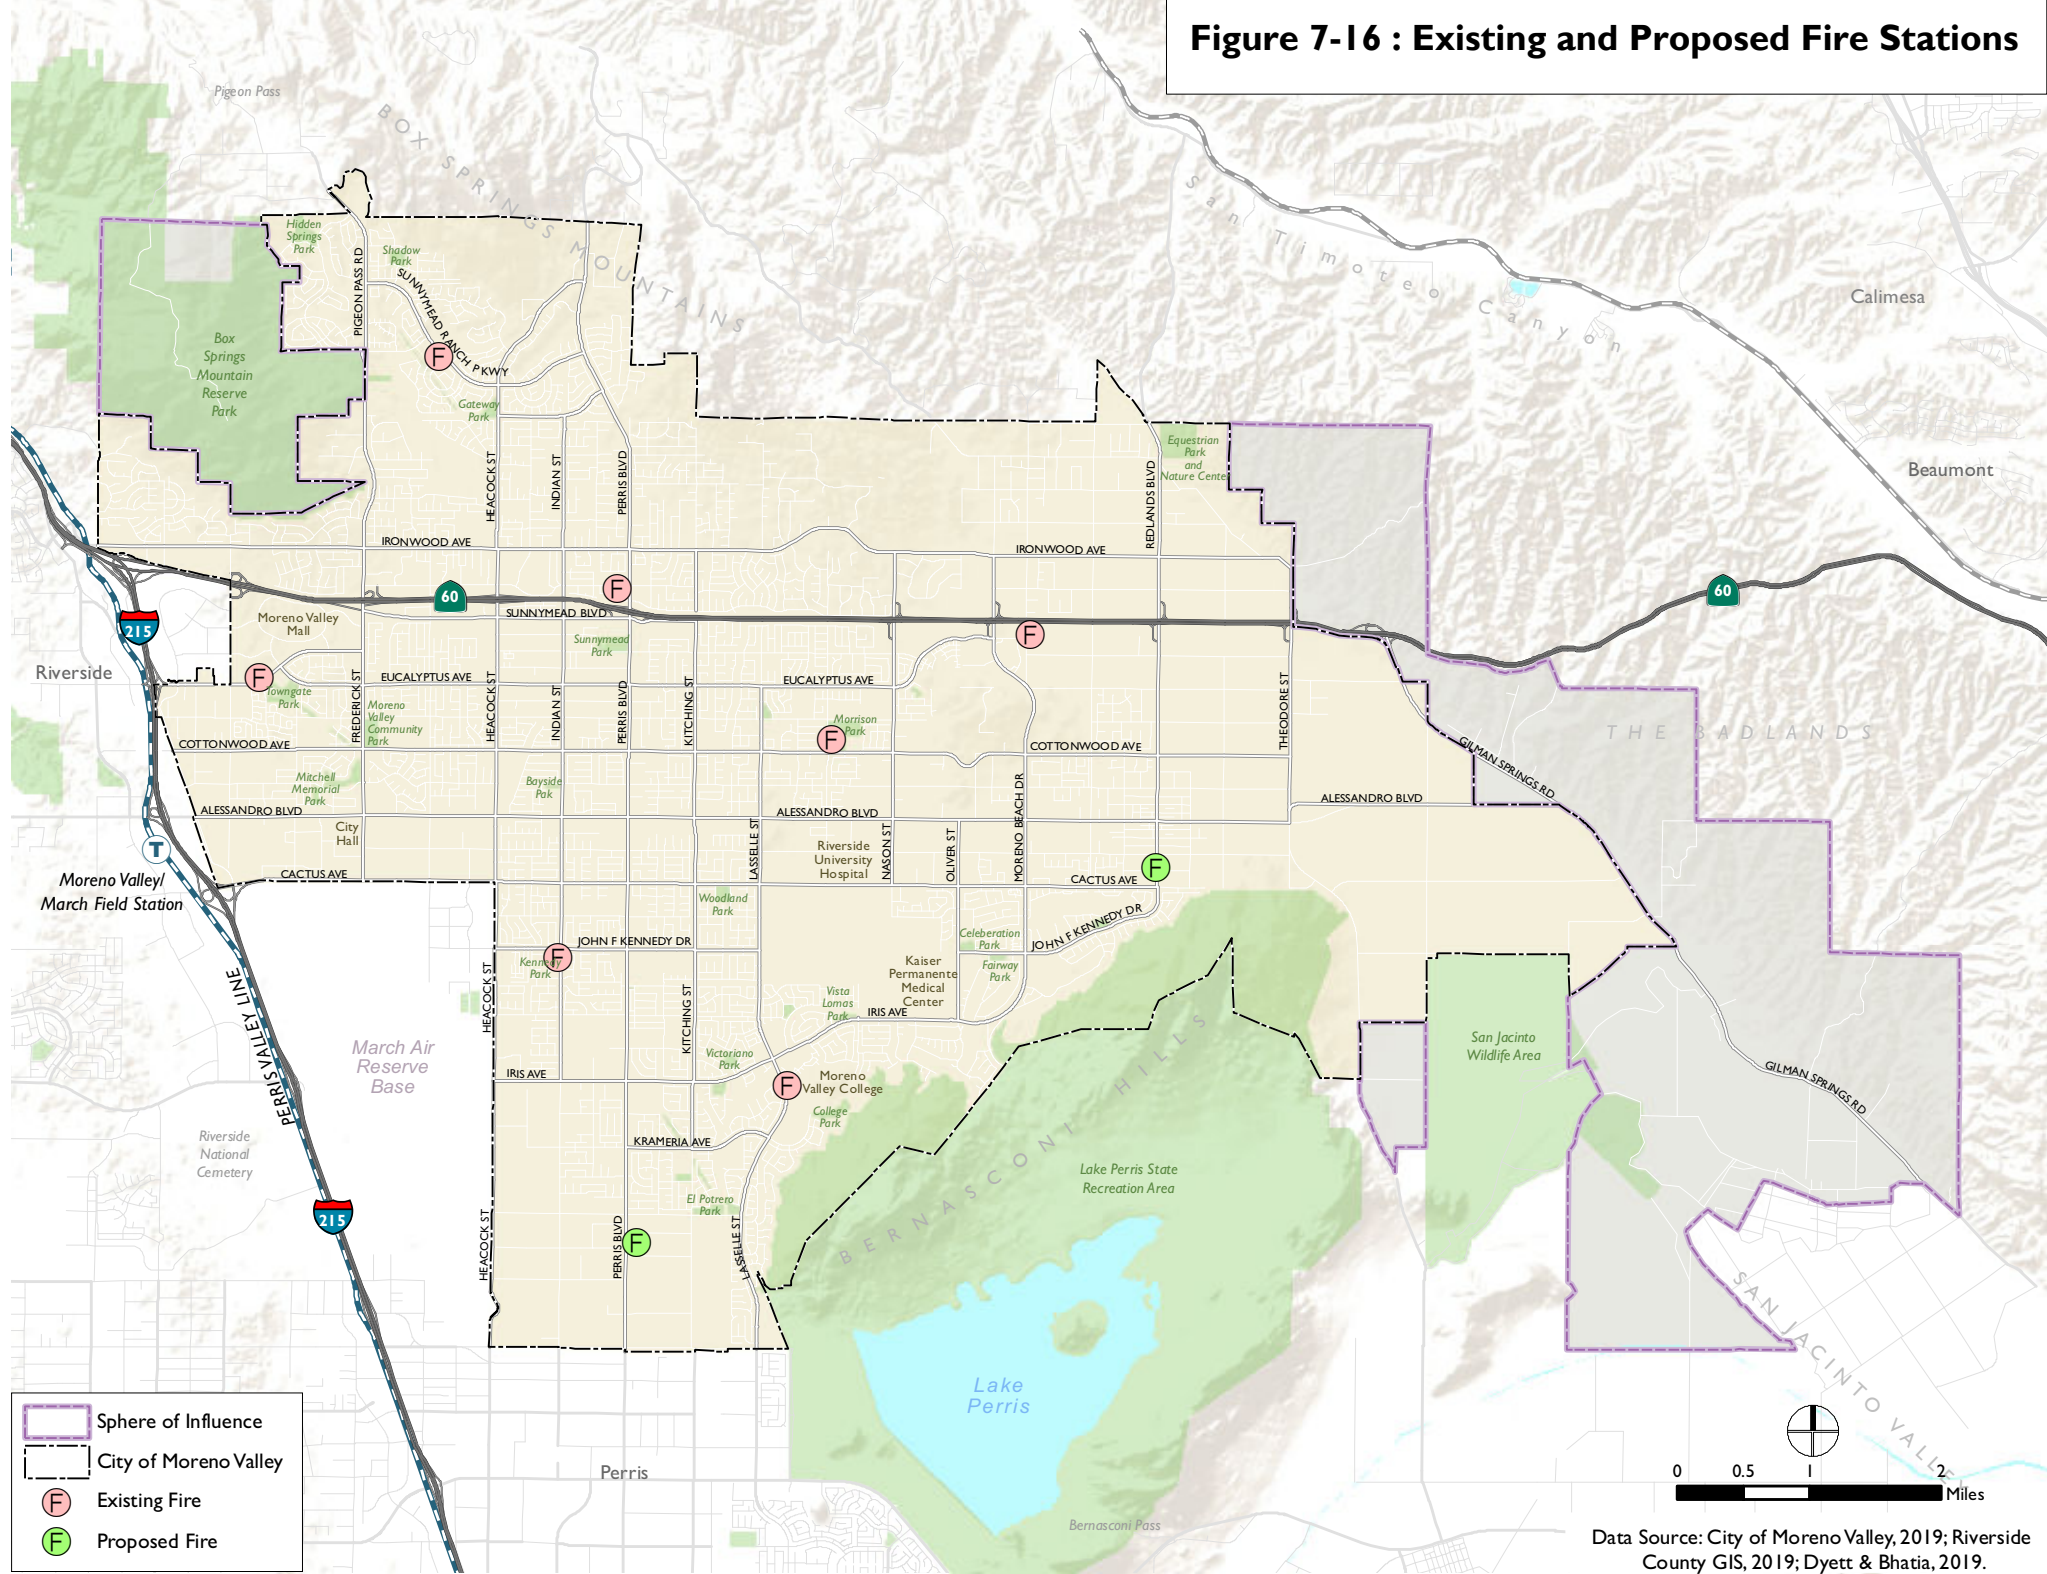 Figure 7-16 : Existing and Proposed Fire Stations
Pigeon Pass
BOX SPRINGS MOUNTAINS
San Timoteo Canyon
Calimesa
Beaumont
Hidden
Springs
Park
Shadow
Park
PIGEON PASS RD
SUNNYMEAD RANCH PKWY
F
Box
Springs
Mountain
Reserve
Park
Gateway
Park
Equestrian
Park
and
Nature Cente
HEACOCK ST
INDIAN ST
PERRIS BLVD
REDLANDS BLVD
IRONWOOD AVE
IRONWOOD AVE
60
F
60
SUNNYMEAD BLVD
Moreno Valley
Mall
215
Sunnymead
Park
F
Riverside
F
Towngate
Park
EUCALYPTUS AVE
EUCALYPTUS AVE
FREDERICK ST
HEACOCK ST
INDIAN ST
PERRIS BLVD
KITCHING ST
THEODORE ST
Moreno
Valley
Community
Park
Morrison
Park
F
THE BADLANDS
COTTONWOOD AVE
COTTONWOOD AVE
GILMAN SPRINGS RD
Mitchell
Memorial
Park
Bayside
Pak
ALESSANDRO BLVD
ALESSANDRO BLVD
ALESSANDRO BLVD
City
Hall
LASSELLE ST
Riverside
University
Hospital
NASON ST
OLIVER ST
MORENO BEACH DR
T
Moreno Valley/
March Field Station
CACTUS AVE
CACTUS AVE
F
Woodland
Park
JOHN F KENNEDY DR
JOHN F KENNEDY DR
F
Kennedy
Park
Celeberation
Park
Fairway
Park
Kaiser
Permanente
Medical
Center
Vista
Lomas
Park
IRIS AVE
HEACOCK ST
KITCHING ST
PERRIS VALLEY LINE
March Air
Reserve
Base
San Jacinto
Wildlife Area
Victoriano
Park
IRIS AVE
F
Moreno
Valley College
College
Park
GILMAN SPRINGS RD
BERNASCONI HILLS
Riverside
National
Cemetery
KRAMERIA AVE
Lake Perris State
Recreation Area
El Potrero
Park
215
HEACOCK ST
PERRIS BLVD
F
LASSELLE ST
SAN JACINTO VALLEY
Lake
Perris
Perris
Bernasconi Pass
Sphere of Influence
City of Moreno Valley
F Existing Fire
F Proposed Fire
0 0.5 1 2
Miles
Data Source: City of Moreno Valley, 2019; Riverside
County GIS, 2019; Dyett & Bhatia, 2019.